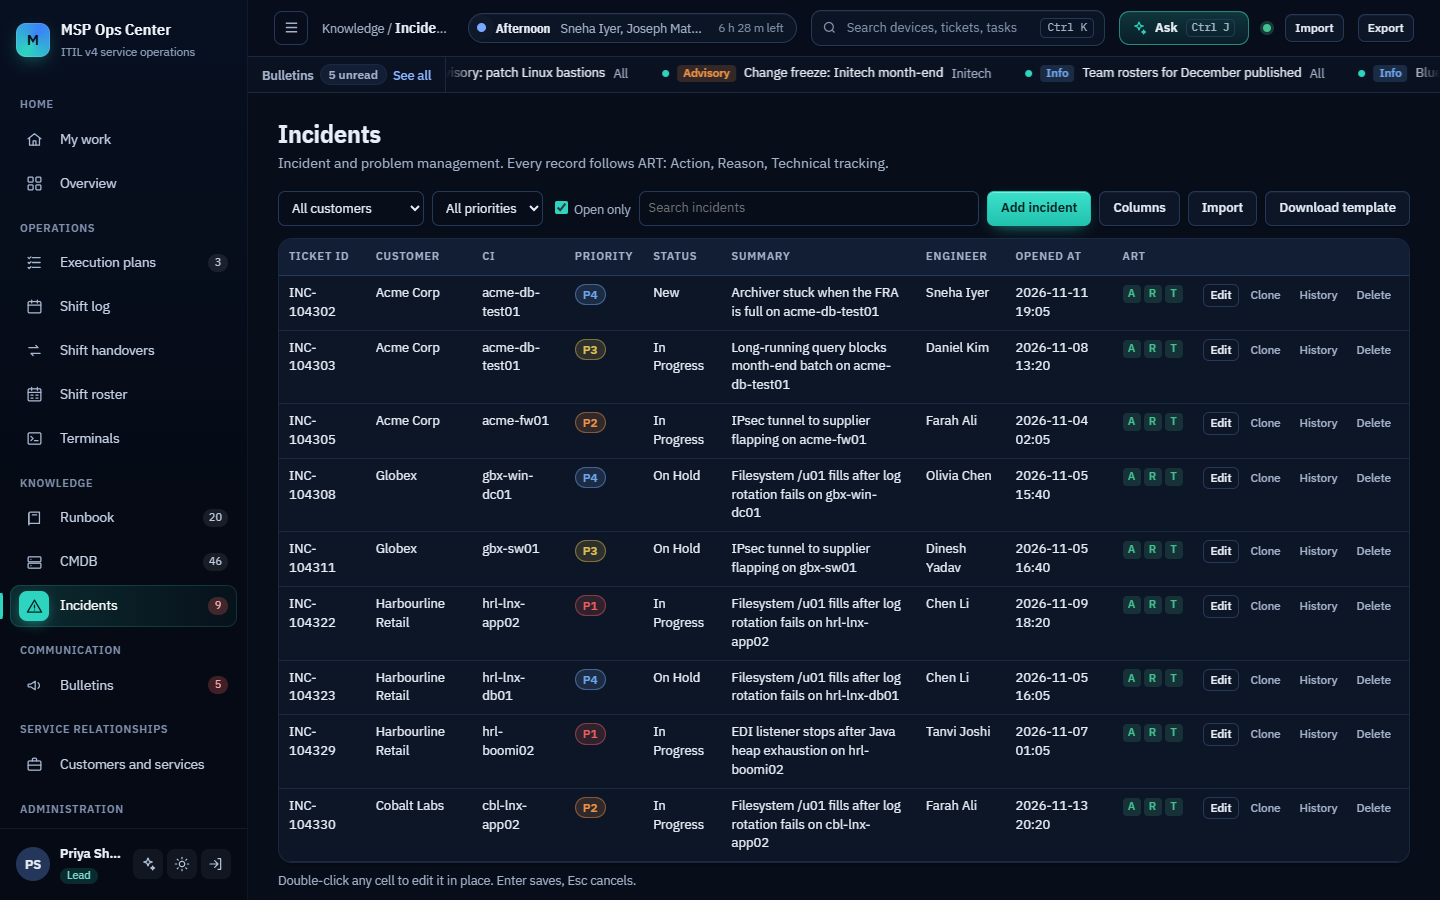 M
MSP Ops Center
ITIL v4 service operations
HOME
My work
Overview
OPERATIONS
Execution plans 3
Shift log
Shift handovers
Shift roster
Terminals
KNOWLEDGE
Runbook 20
CMDB 46
Incidents 9
COMMUNICATION
Bulletins 5
SERVICE RELATIONSHIPS
Customers and services
ADMINISTRATION
PS
Priya Sh...
Lead
Knowledge / Incide...
Afternoon Sneha Iyer, Joseph Mat... 6 h 28 m left
Search devices, tickets, tasks Ctrl K
Ask Ctrl J
Import
Export
Bulletins 5 unread See all
isory: patch Linux bastions All
Advisory Change freeze: Initech month-end Initech
Info Team rosters for December published All
Info Blu
Incidents
Incident and problem management. Every record follows ART: Action, Reason, Technical tracking.
All customers All priorities Open only Search incidents Add incident Columns Import Download template
TICKET ID CUSTOMER CI PRIORITY STATUS SUMMARY ENGINEER OPENED AT ART
INC- Acme Corp acme-db- P4 New Archiver stuck when the FRA Sneha Iyer 2026-11-11 A R T Edit Clone History Delete
104302 test01 is full on acme-db-test01 19:05
INC- Acme Corp acme-db- P3 In Long-running query blocks Daniel Kim 2026-11-08 A R T Edit Clone History Delete
104303 test01 Progress month-end batch on acme- 13:20
db-test01
INC- Acme Corp acme-fw01 P2 In IPsec tunnel to supplier Farah Ali 2026-11-04 A R T Edit Clone History Delete
104305 Progress flapping on acme-fw01 02:05
INC- Globex gbx-win- P4 On Hold Filesystem /u01 fills after log Olivia Chen 2026-11-05 A R T Edit Clone History Delete
104308 dc01 rotation fails on gbx-win- 15:40
dc01
INC- Globex gbx-sw01 P3 On Hold IPsec tunnel to supplier Dinesh 2026-11-05 A R T Edit Clone History Delete
104311 flapping on gbx-sw01 Yadav 16:40
INC- Harbourline hrl-lnx- P1 In Filesystem /u01 fills after log Chen Li 2026-11-09 A R T Edit Clone History Delete
104322 Retail app02 Progress rotation fails on hrl-lnx- 18:20
app02
INC- Harbourline hrl-lnx- P4 On Hold Filesystem /u01 fills after log Chen Li 2026-11-05 A R T Edit Clone History Delete
104323 Retail db01 rotation fails on hrl-lnx-db01 16:05
INC- Harbourline hrl- P1 In EDI listener stops after Java Tanvi Joshi 2026-11-07 A R T Edit Clone History Delete
104329 Retail boomi02 Progress heap exhaustion on hrl- 01:05
boomi02
INC- Cobalt Labs cbl-lnx- P2 In Filesystem /u01 fills after log Farah Ali 2026-11-13 A R T Edit Clone History Delete
104330 app02 Progress rotation fails on cbl-lnx- 20:20
app02
Double-click any cell to edit it in place. Enter saves, Esc cancels.